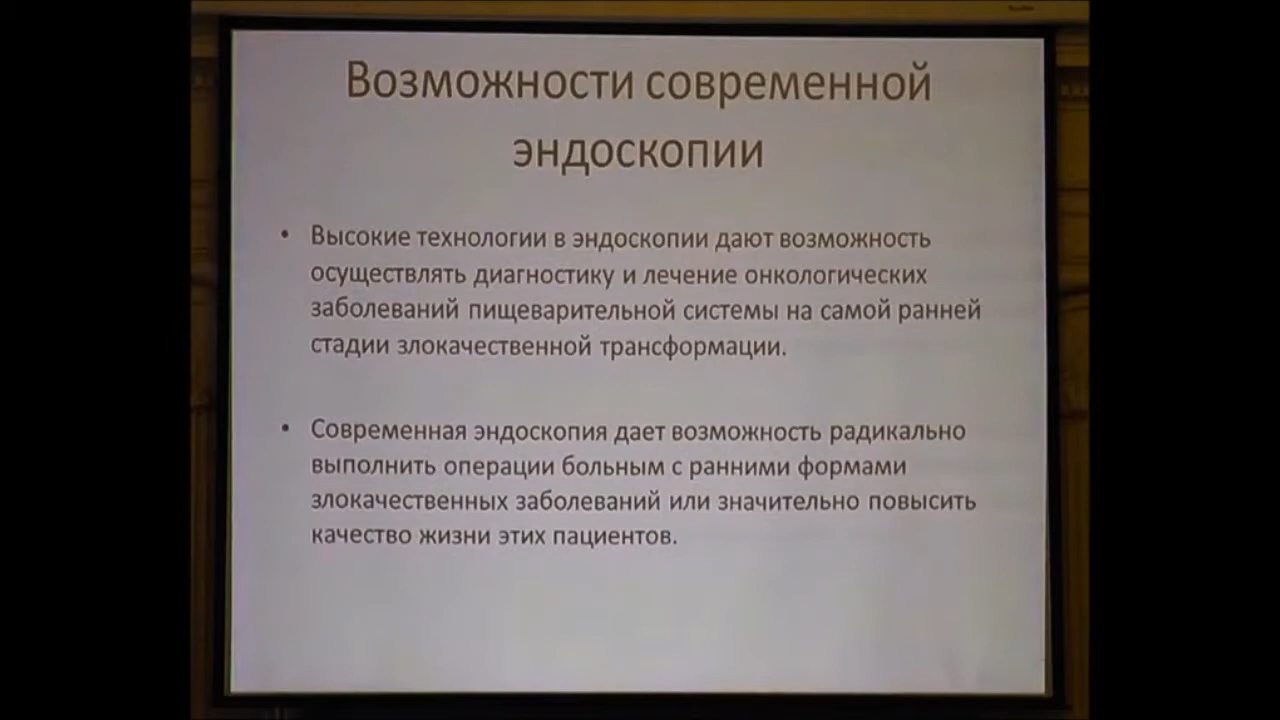 Возможности современной
эндоскопии
• Высокие технологии в эндоскопии дают возможность
осуществлять диагностику и лечение онкологических
заболеваний пищеварительной системы на самой ранней
стадии злокачественной трансформации.
• Современная эндоскопия дает возможность радикально
выполнить операции больным с ранними формами
злокачественных заболеваний или значительно повысить
качество жизни этих пациентов.